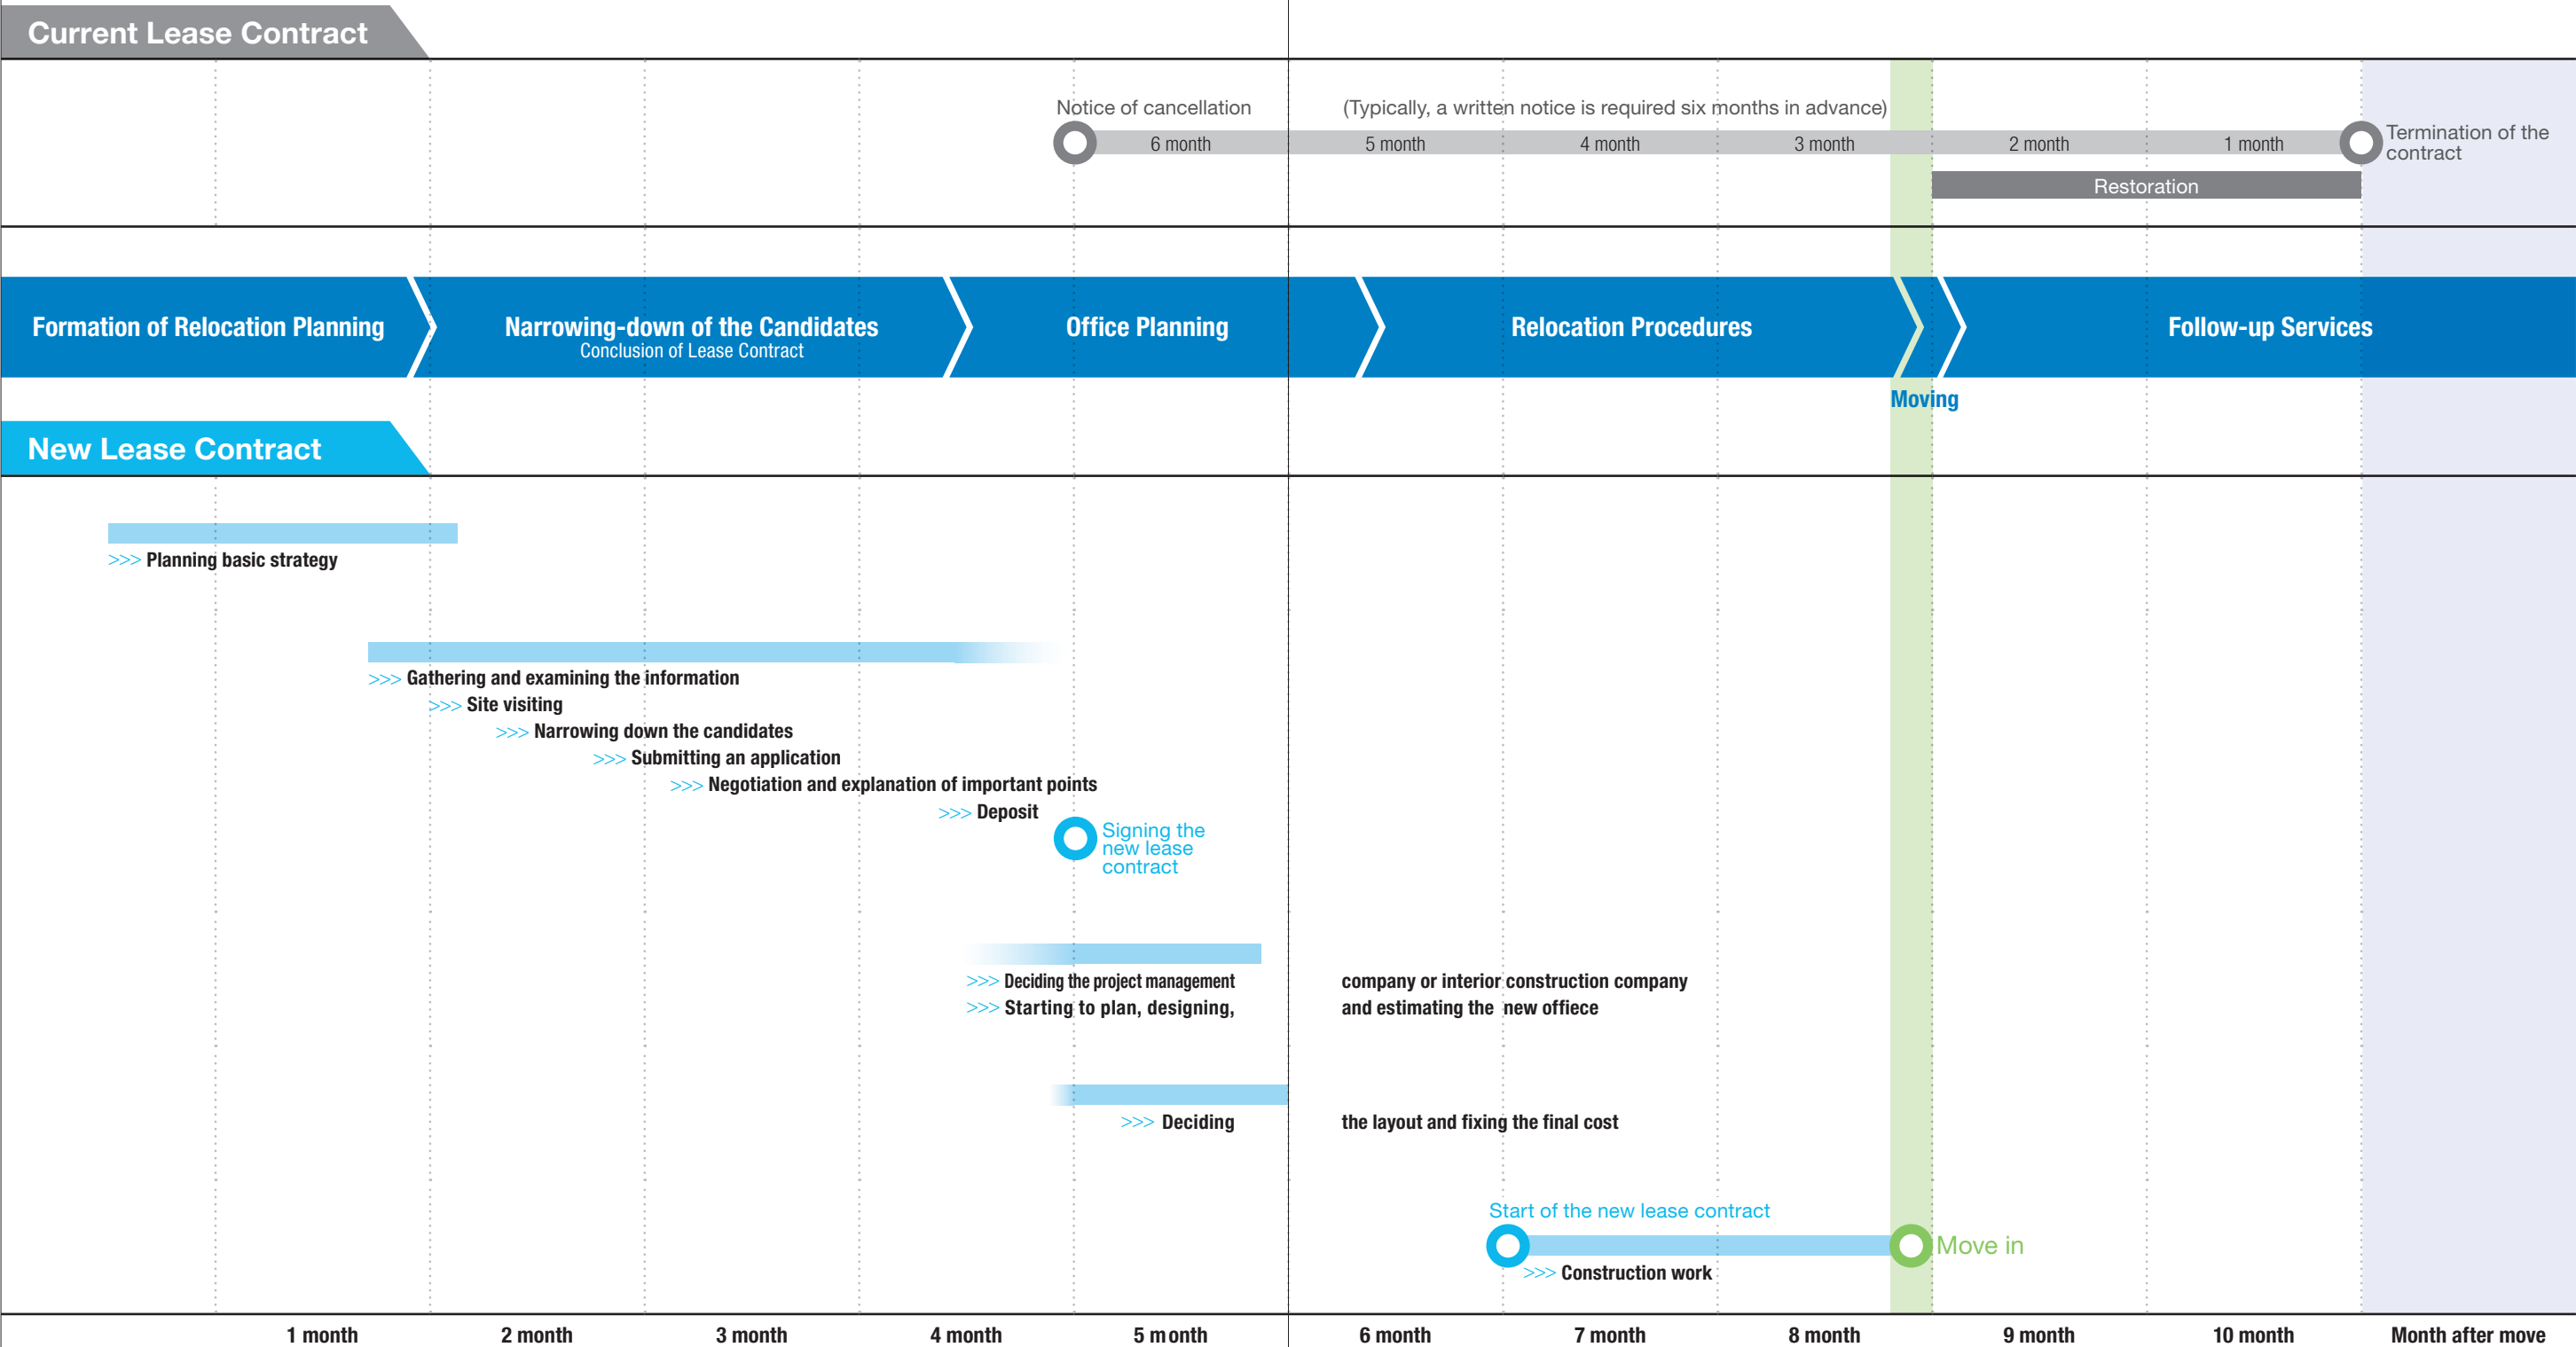 Current Lease Contract
Notice of cancellation
(Typically, a written notice is required six months in advance)
6 month
5 month
4 month
3 month
2 month
1 month
Termination of the
contract
Restoration
Formation of Relocation Planning
Narrowing-down of the Candidates
Conclusion of Lease Contract
Office Planning
Relocation Procedures
Follow-up Services
Moving
New Lease Contract
>>> Planning basic strategy
>>> Gathering and examining the information
>>> Site visiting
>>> Narrowing down the candidates
>>> Submitting an application
>>> Negotiation and explanation of important points
>>> Deposit
Signing the
new lease
contract
>>> Deciding the project management company or interior construction company
>>> Starting to plan, designing, and estimating the new offiece
>>> Deciding the layout and fixing the final cost
Start of the new lease contract
Move in
>>> Construction work
1 month
2 month
3 month
4 month
5 month
6 month
7 month
8 month
9 month
10 month
Month after move